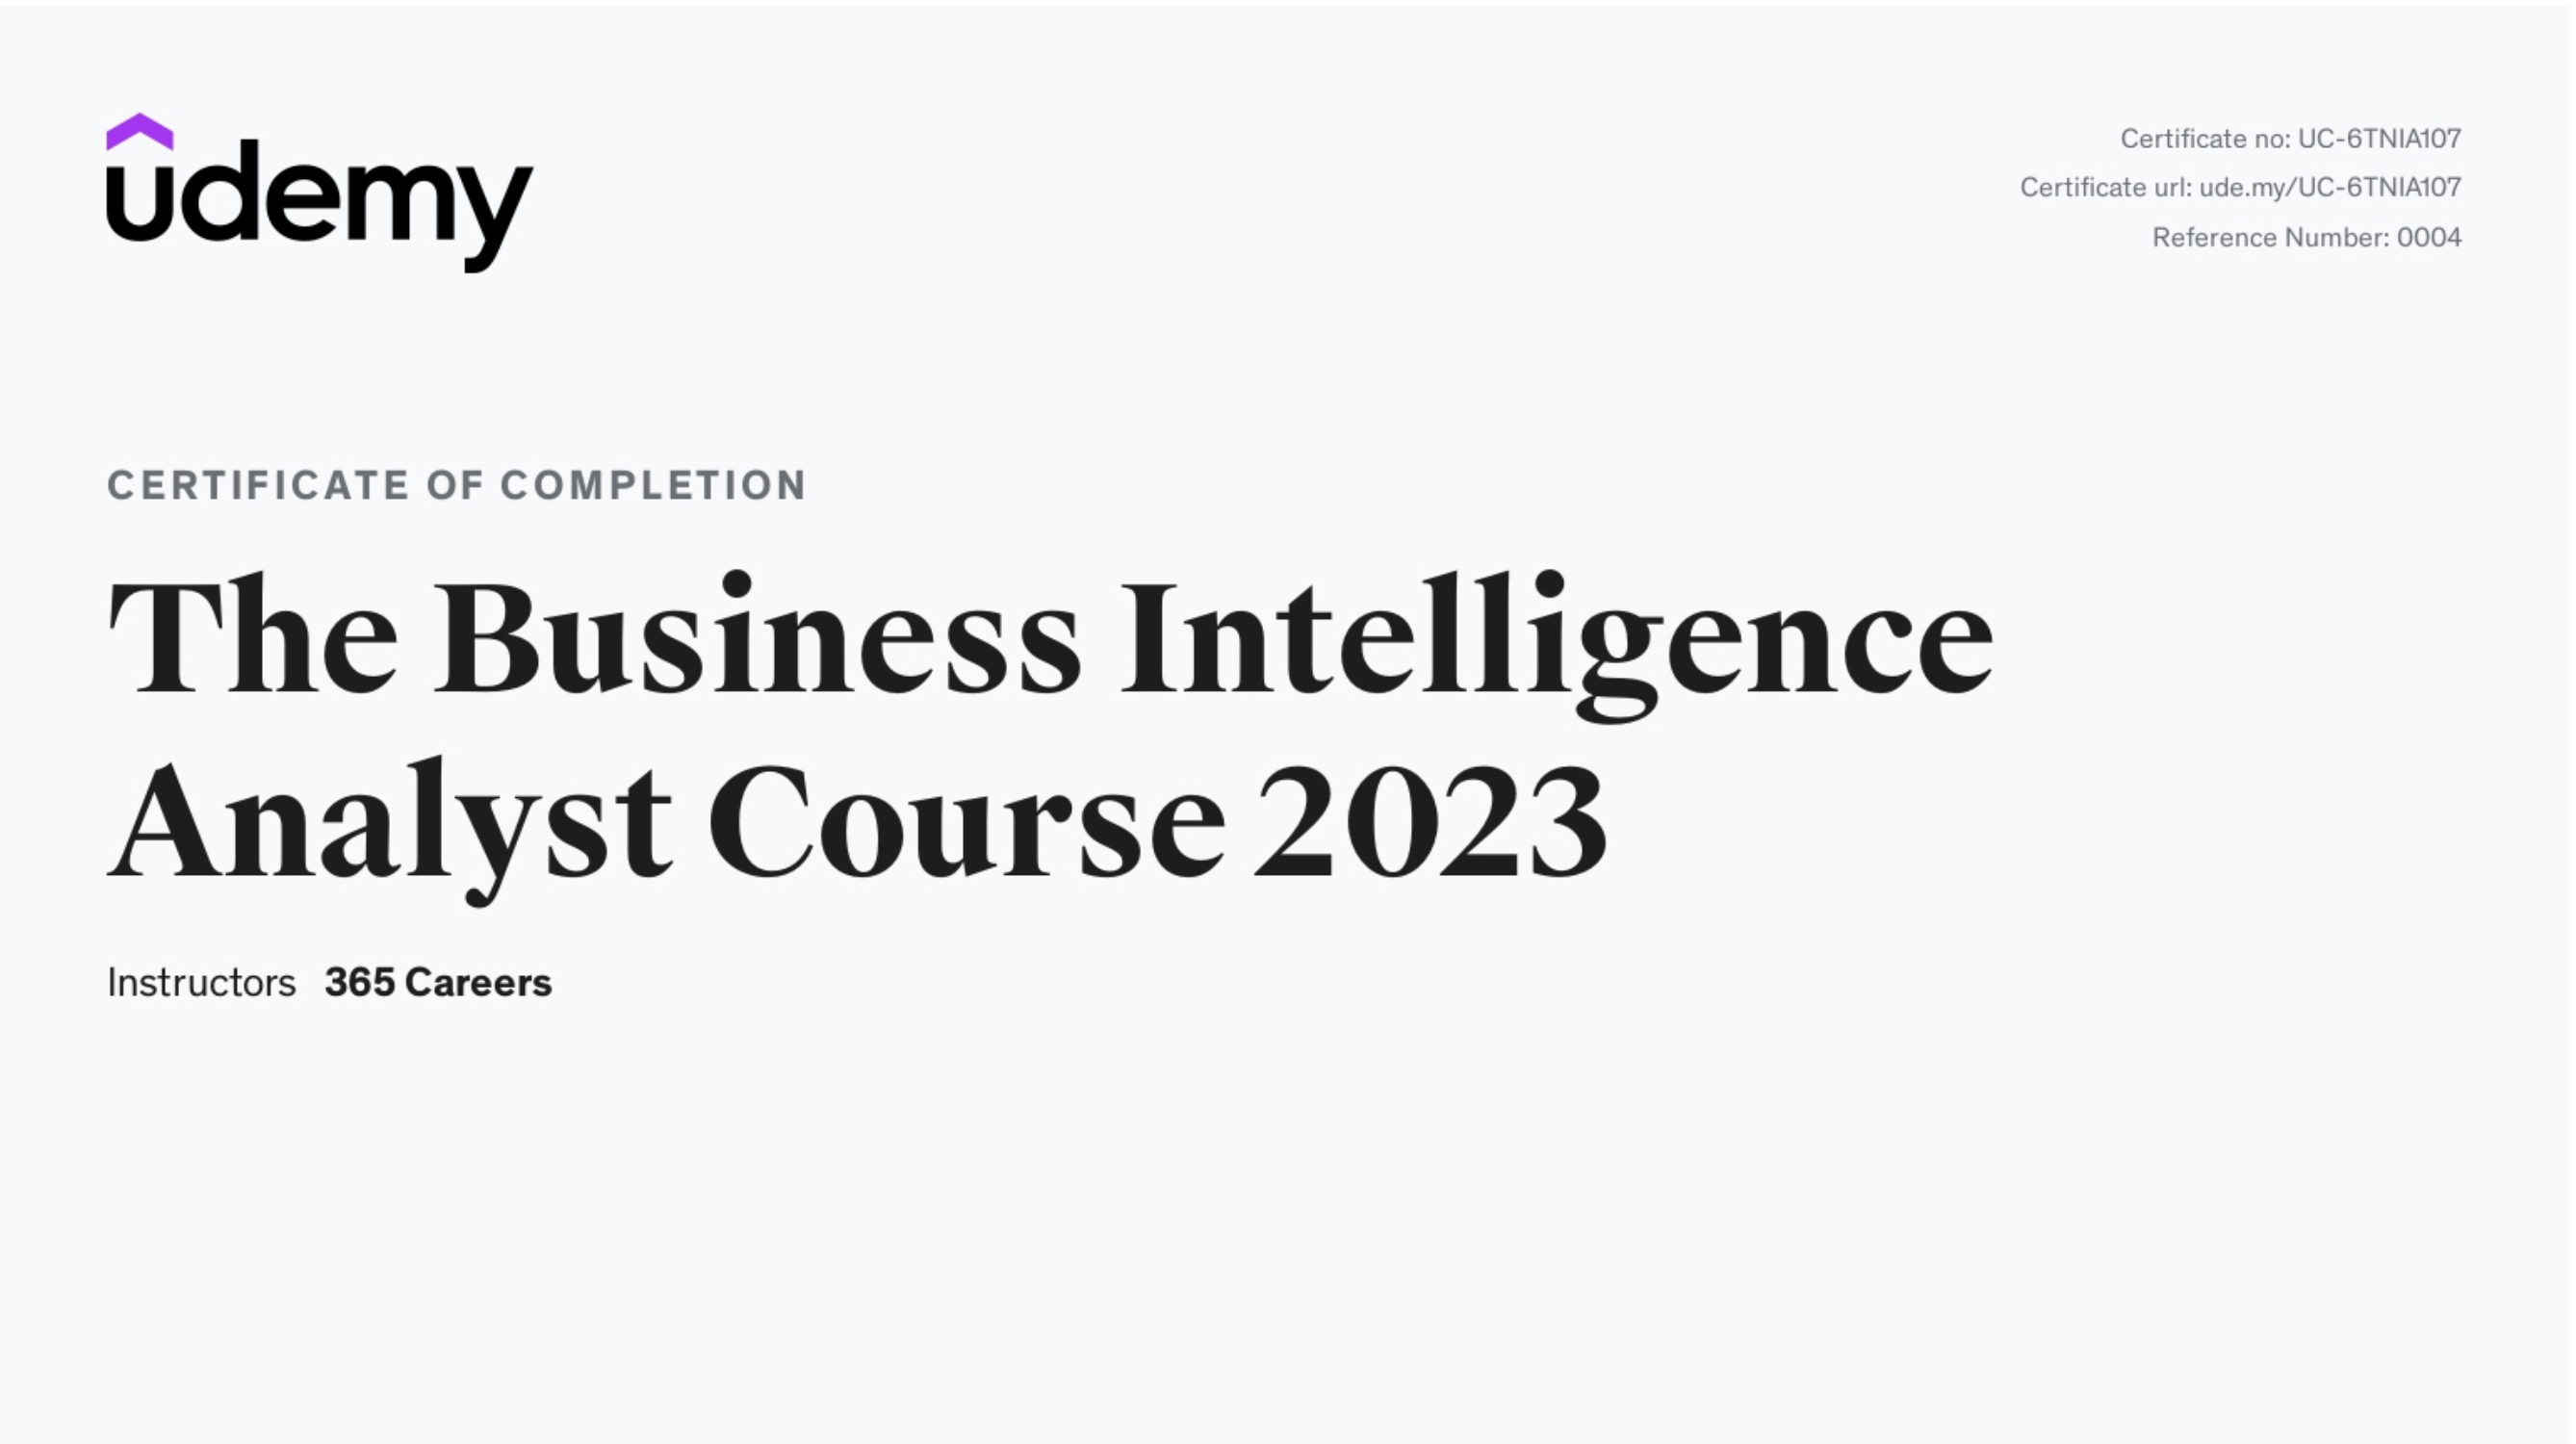 udemy
Certificate no: UC-6TNIA107
Certificate url: ude.my/UC-6TNIA107
Reference Number: 0004
CERTIFICATE OF COMPLETION
The Business Intelligence
Analyst Course 2023
Instructors 365 Careers